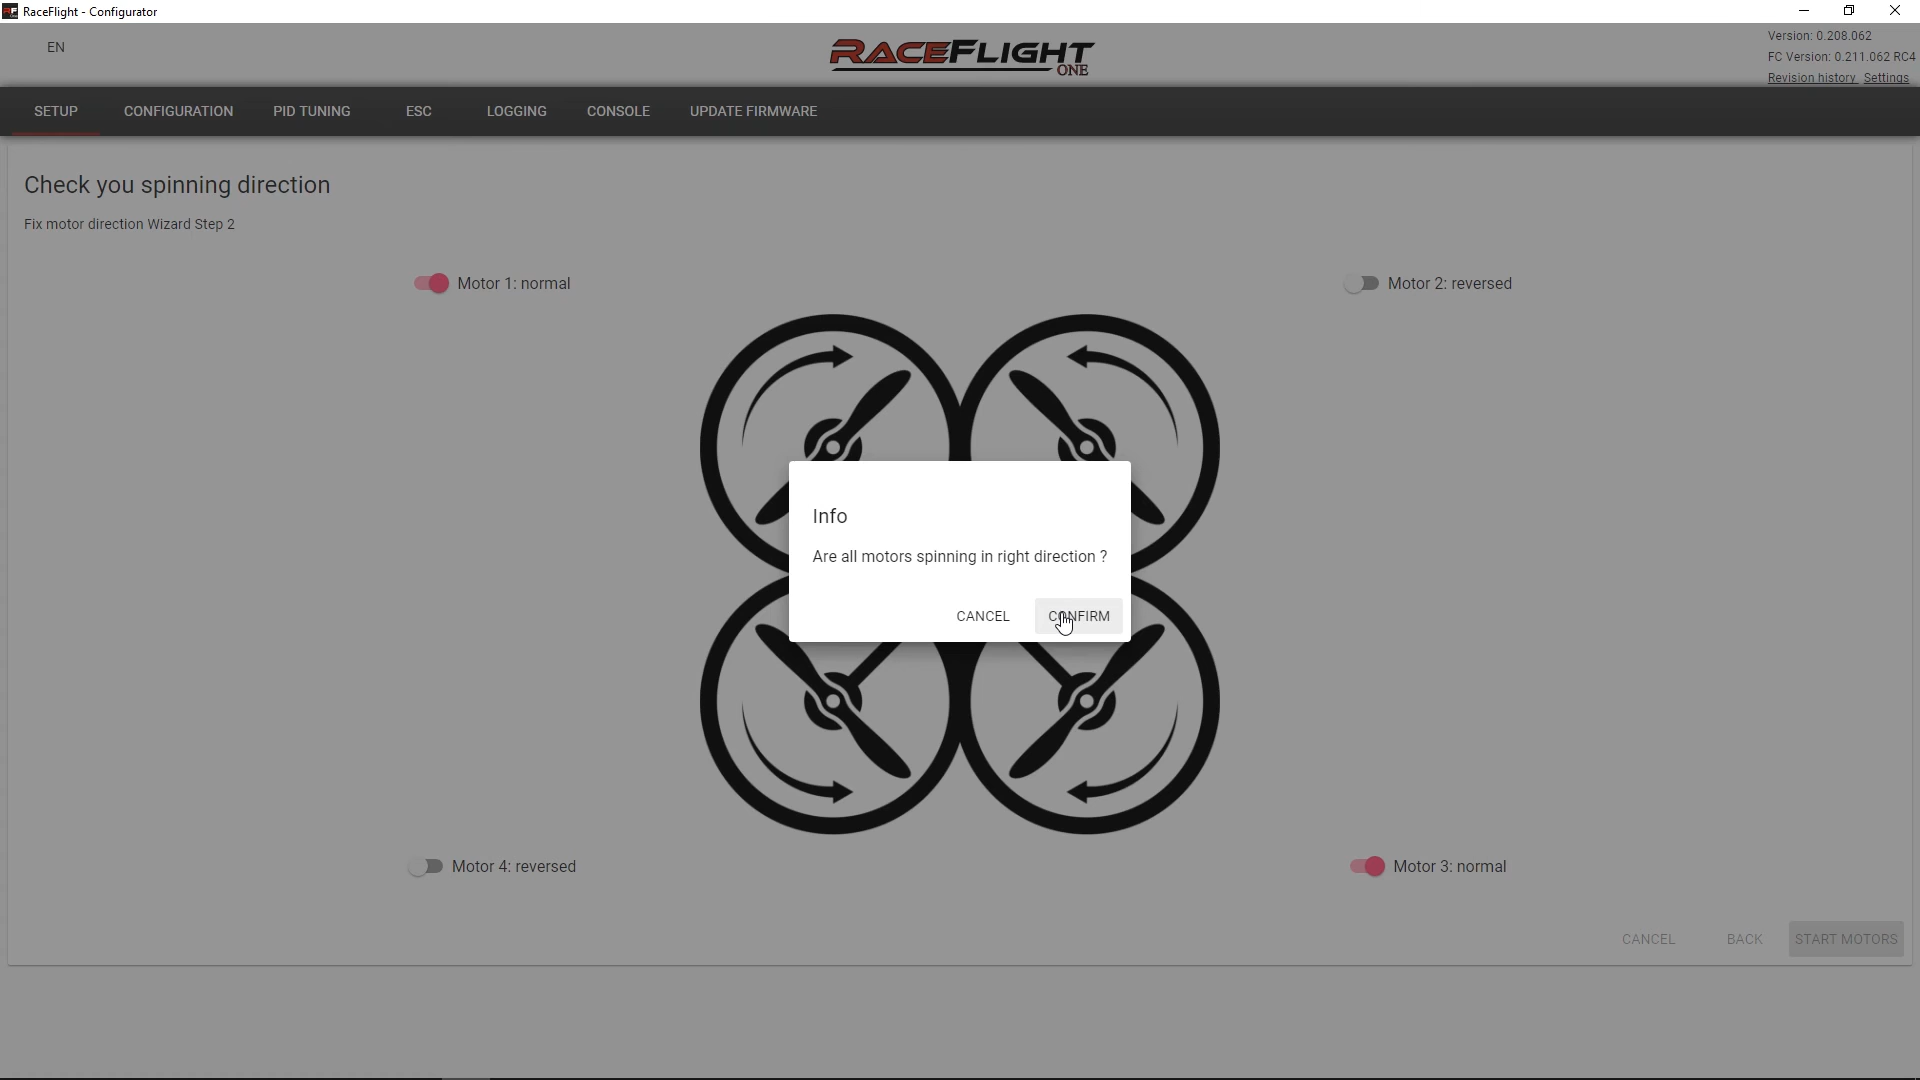 RaceFlight - Configurator
EN
RACEFLIGHT
ONE
Version: 0.208.062
FC Version: 0.211.062 RC4
Revision history Settings
SETUP CONFIGURATION PID TUNING ESC LOGGING CONSOLE UPDATE FIRMWARE
Check you spinning direction
Fix motor direction Wizard Step 2
Motor 1: normal
Motor 2: reversed
Info
Are all motors spinning in right direction ?
CANCEL CONFIRM
Motor 4: reversed
Motor 3: normal
CANCEL BACK START MOTORS